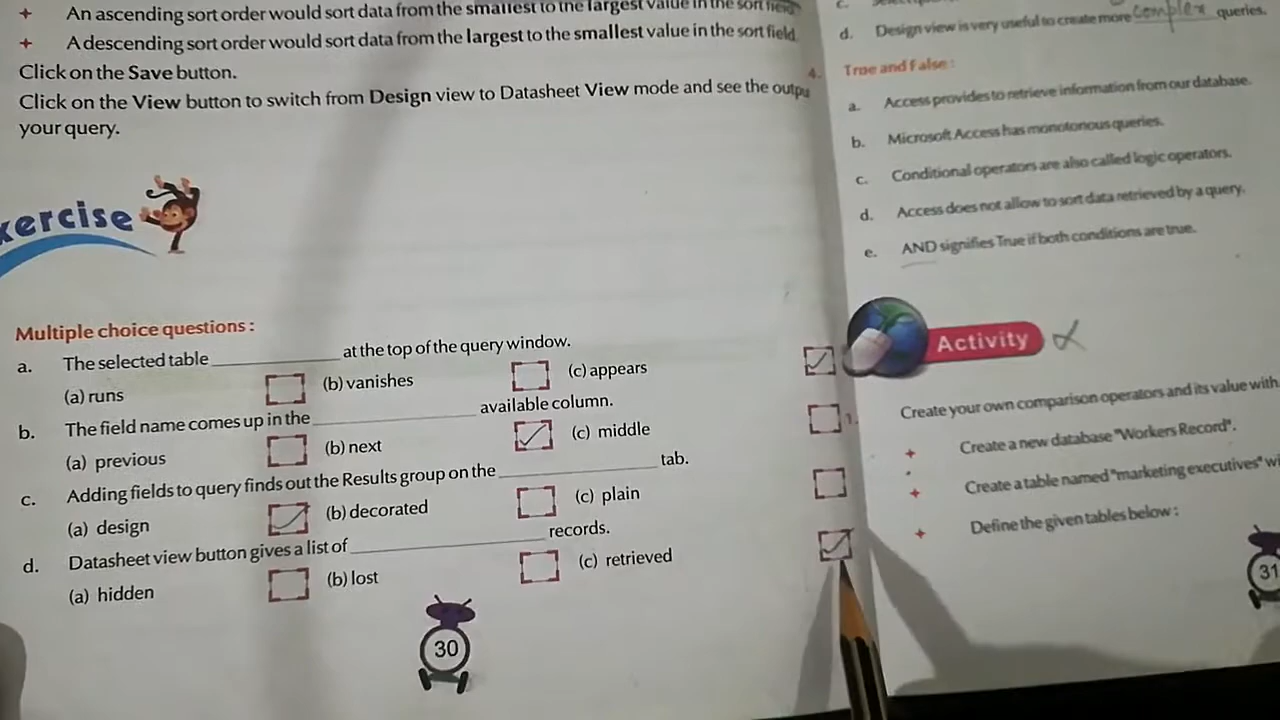 + An ascending sort order would sort data from the smallest to the largest value in the sort field
+ A descending sort order would sort data from the largest to the smallest value in the sort field
Click on the Save button.
Click on the View button to switch from Design view to Datasheet View mode and see the outpu
your query.
xercise
Multiple choice questions :
a. The selected table ____________ at the top of the query window.
(a) runs (b) vanishes (c) appears
b. The field name comes up in the ____________ available column.
(a) previous (b) next (c) middle
c. Adding fields to query finds out the Results group on the ____________ tab.
(a) design (b) decorated (c) plain
d. Datasheet view button gives a list of ____________ records.
(a) hidden (b) lost (c) retrieved
30
c.
d. Design view is very useful to create more complex queries.
4. True and False :
a. Access provides to retrieve information from our database.
b. Microsoft Access has monotonous queries.
c. Conditional operators are also called logic operators.
d. Access does not allow to sort data retrieved by a query.
e. AND signifies True if both conditions are true.
Activity
1. Create your own comparison operators and its value with
+ Create a new database "Workers Record".
+ Create a table named "marketing executives" wi
+ Define the given tables below :
31